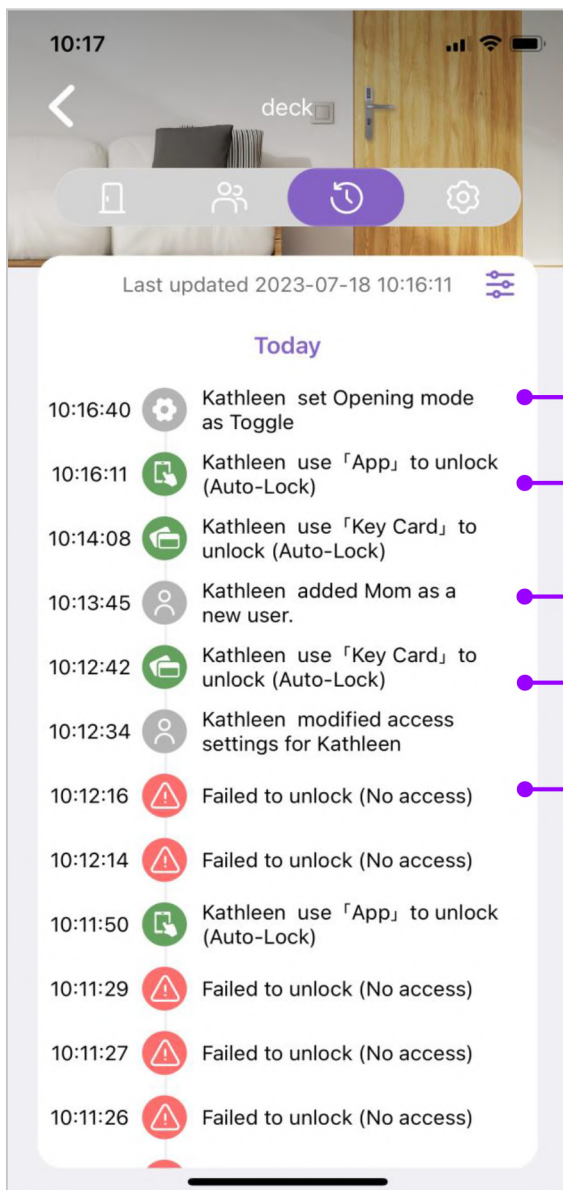 10:17
deck
Last updated 2023-07-18 10:16:11
Today
10:16:40 Kathleen set Opening mode
as Toggle
10:16:11 Kathleen use「App」to unlock
(Auto-Lock)
10:14:08 Kathleen use「Key Card」to
unlock (Auto-Lock)
10:13:45 Kathleen added Mom as a
new user.
10:12:42 Kathleen use「Key Card」to
unlock (Auto-Lock)
10:12:34 Kathleen modified access
settings for Kathleen
10:12:16 Failed to unlock (No access)
10:12:14 Failed to unlock (No access)
10:11:50 Kathleen use「App」to unlock
(Auto-Lock)
10:11:29 Failed to unlock (No access)
10:11:27 Failed to unlock (No access)
10:11:26 Failed to unlock (No access)